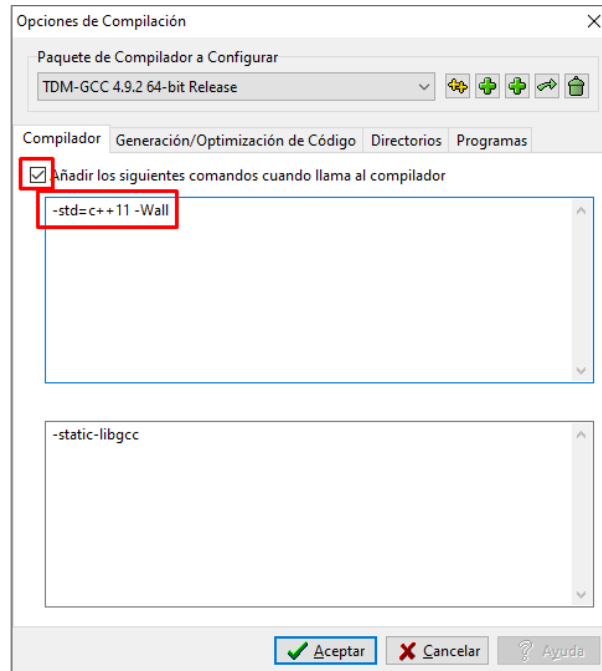 Opciones de Compilación
Paquete de Compilador a Configurar
TDM-GCC 4.9.2 64-bit Release
Compilador Generación/Optimización de Código Directorios Programas
Añadir los siguientes comandos cuando llama al compilador
-std=c++11 -Wall
-static-libgcc
Aceptar Cancelar Ayuda